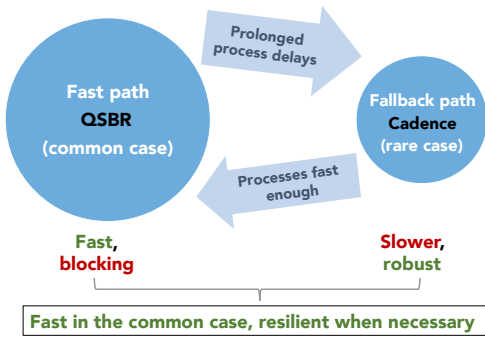 Prolonged
process delays
Fast path
QSBR
(common case)
Fallback path
Cadence
(rare case)
Processes fast
enough
Fast,
blocking
Slower,
robust
Fast in the common case, resilient when necessary